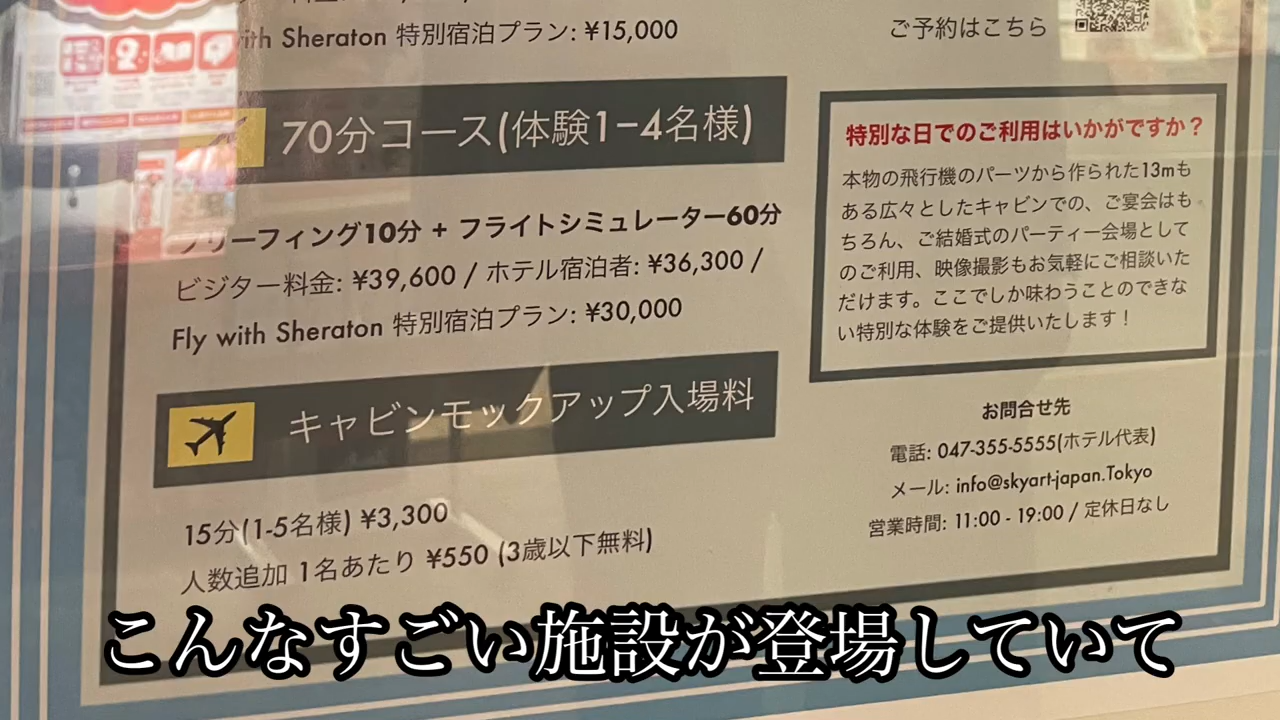 with Sheraton 特別宿泊プラン: ¥15,000
70分コース(体験1−4名様)
ブリーフィング10分 + フライトシミュレーター60分
ビジター料金: ¥39,600 / ホテル宿泊者: ¥36,300 /
Fly with Sheraton 特別宿泊プラン: ¥30,000
キャビンモックアップ入場料
15分(1-5名様) ¥3,300
人数追加 1名あたり ¥550 (3歳以下無料)
ご予約はこちら
特別な日でのご利用はいかがですか？
本物の飛行機のパーツから作られた13mも
ある広々としたキャビンでの、ご宴会はも
ちろん、ご結婚式のパーティー会場として
のご利用、映像撮影もお気軽にご相談いた
だけます。ここでしか味わうことのできな
い特別な体験をご提供いたします！
お問合せ先
電話: 047-355-5555(ホテル代表)
メール: info@skyart-japan.Tokyo
営業時間: 11:00 - 19:00 / 定休日なし
こんなすごい施設が登場していて